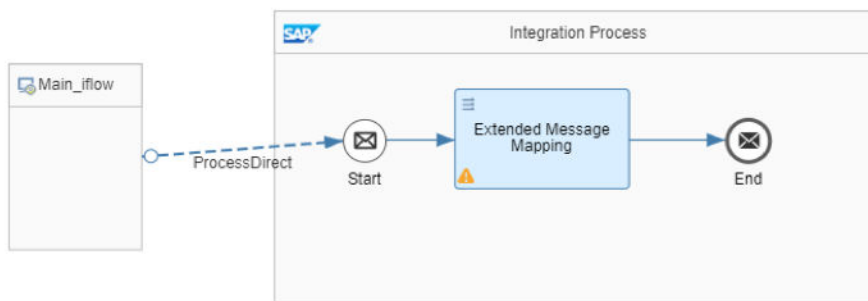 SAP
Integration Process
Main_iflow
Extended Message
Mapping
ProcessDirect
Start
End